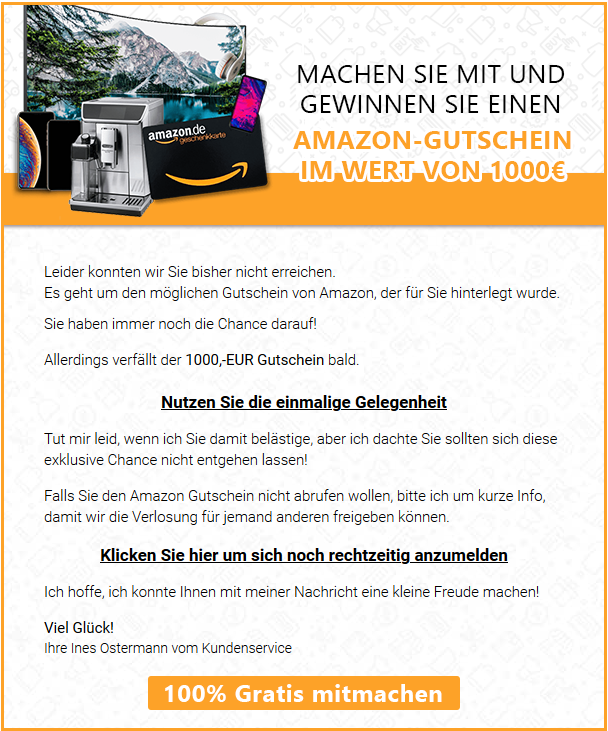 MACHEN SIE MIT UND
GEWINNEN SIE EINEN
AMAZON-GUTSCHEIN
IM WERT VON 1000€
amazon.de
geschenkkarte
Leider konnten wir Sie bisher nicht erreichen.
Es geht um den möglichen Gutschein von Amazon, der für Sie hinterlegt wurde.
Sie haben immer noch die Chance darauf!
Allerdings verfällt der 1000,-EUR Gutschein bald.
Nutzen Sie die einmalige Gelegenheit
Tut mir leid, wenn ich Sie damit belästige, aber ich dachte Sie sollten sich diese
exklusive Chance nicht entgehen lassen!
Falls Sie den Amazon Gutschein nicht abrufen wollen, bitte ich um kurze Info,
damit wir die Verlosung für jemand anderen freigeben können.
Klicken Sie hier um sich noch rechtzeitig anzumelden
Ich hoffe, ich konnte Ihnen mit meiner Nachricht eine kleine Freude machen!
Viel Glück!
Ihre Ines Ostermann vom Kundenservice
100% Gratis mitmachen